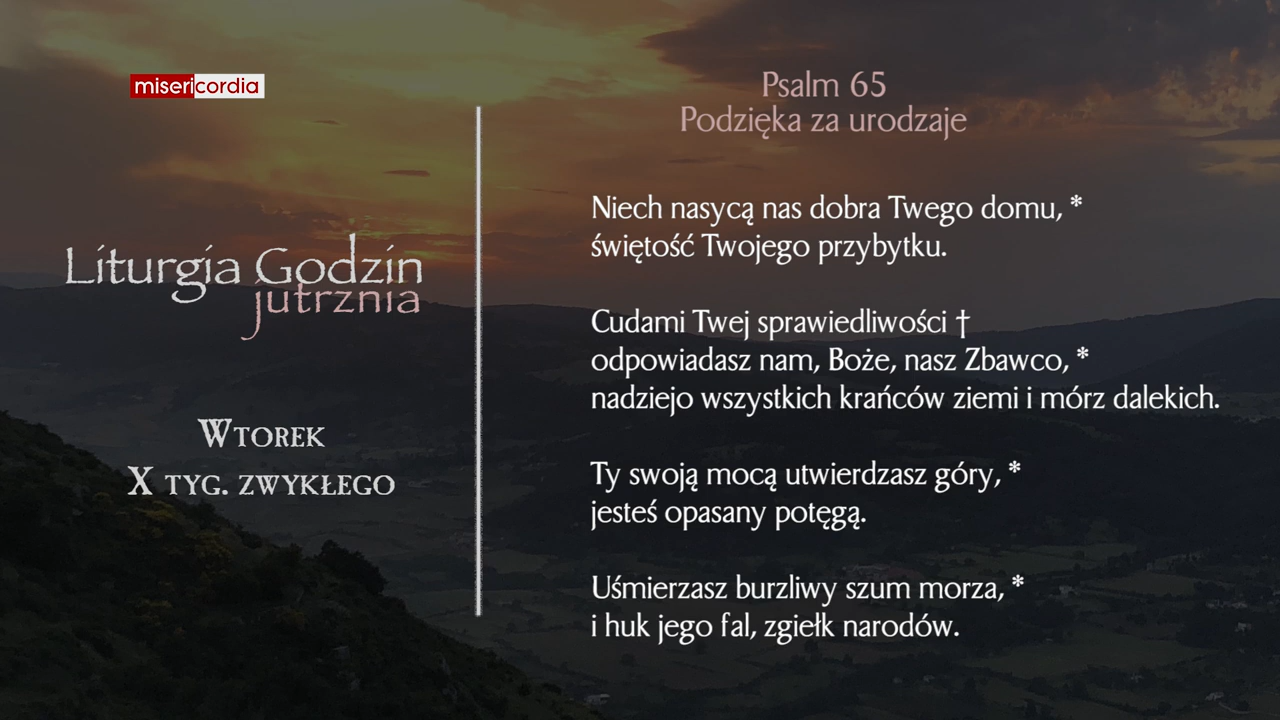 misericordia
Liturgia Godzin
jutrznia
Wtorek
X tyg. zwykłego
Psalm 65
Podzięka za urodzaje
Niech nasycą nas dobra Twego domu, *
świętość Twojego przybytku.
Cudami Twej sprawiedliwości †
odpowiadasz nam, Boże, nasz Zbawco, *
nadziejo wszystkich krańców ziemi i mórz dalekich.
Ty swoją mocą utwierdzasz góry, *
jesteś opasany potęgą.
Uśmierzasz burzliwy szum morza, *
i huk jego fal, zgiełk narodów.